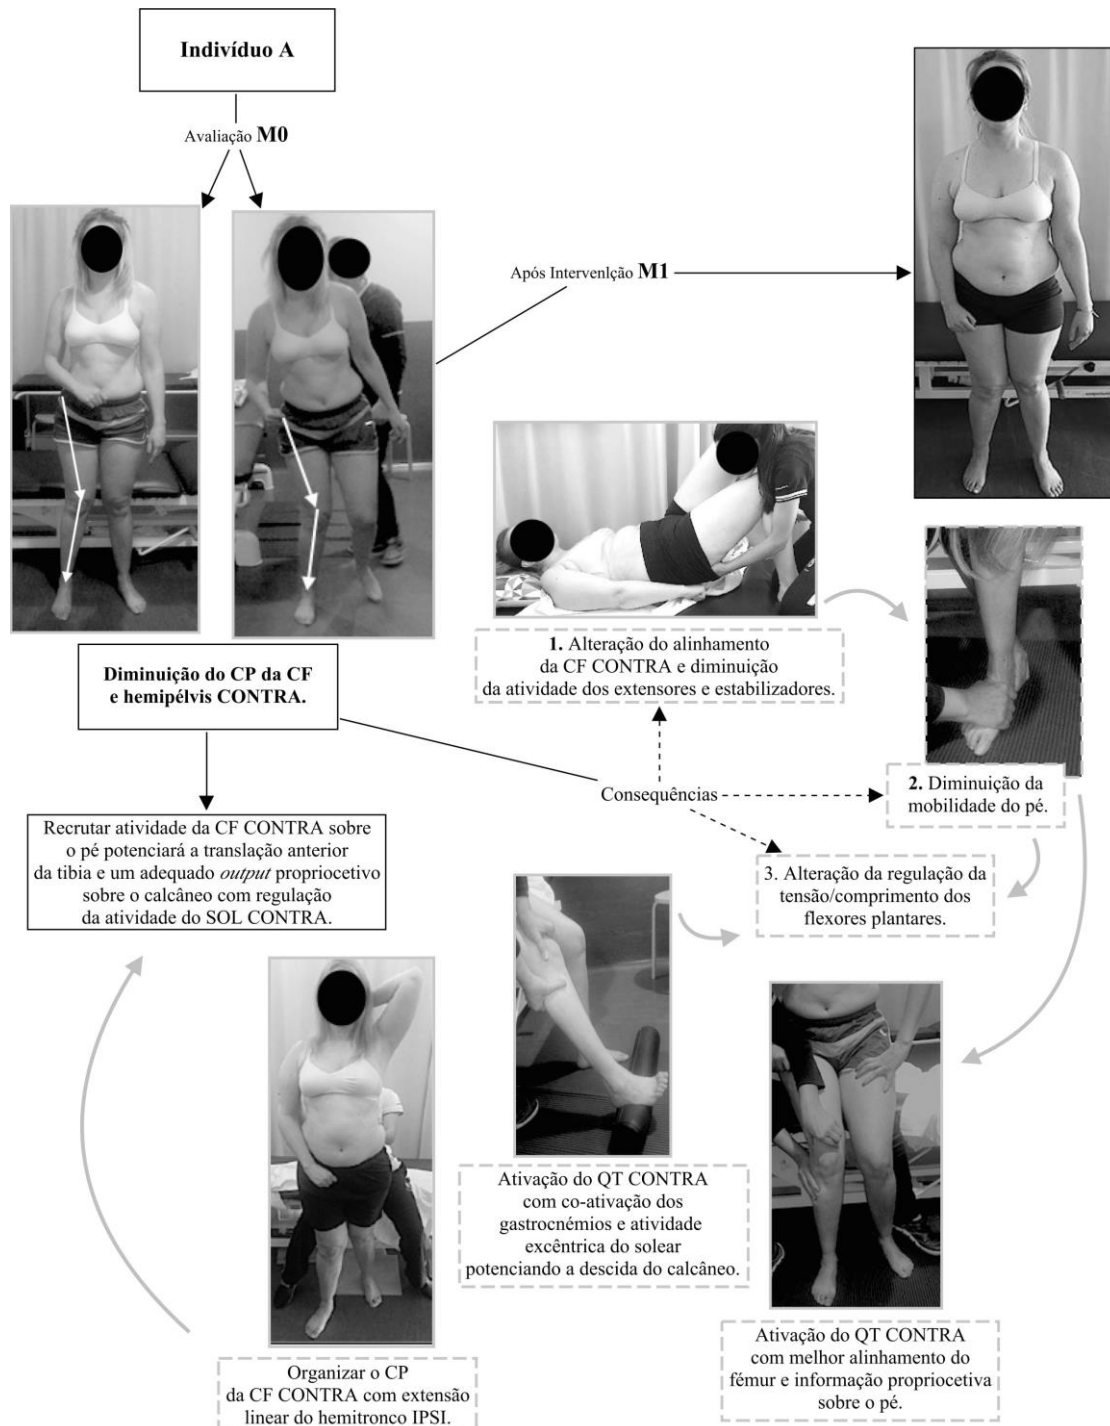 Indivíduo A
Avaliação M0
Após Intervenlção M1
1. Alteração do alinhamento
da CF CONTRA e diminuição
da atividade dos extensores e estabilizadores.
Diminuição do CP da CF
e hemipélvis CONTRA.
2. Diminuição da
mobilidade do pé.
Consequências
Recrutar atividade da CF CONTRA sobre
o pé potenciará a translação anterior
da tibia e um adequado output propriocetivo
sobre o calcâneo com regulação
da atividade do SOL CONTRA.
3. Alteração da regulação da
tensão/comprimento dos
flexores plantares.
Ativação do QT CONTRA
com co-ativação dos
gastrocnémios e atividade
excêntrica do solear
potenciando a descida do calcâneo.
Ativação do QT CONTRA
com melhor alinhamento do
fémur e informação propriocetiva
sobre o pé.
Organizar o CP
da CF CONTRA com extensão
linear do hemitronco IPSI.